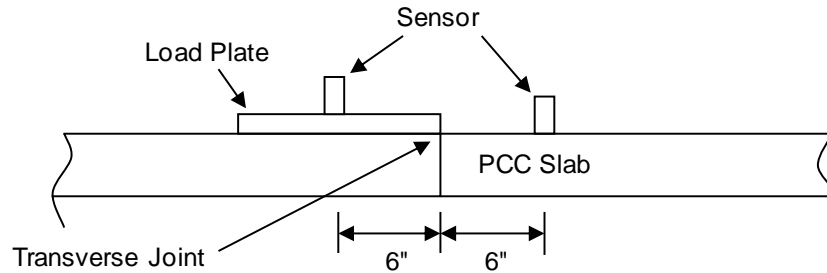 Sensor
Load Plate
PCC Slab
Transverse Joint
6"
6"